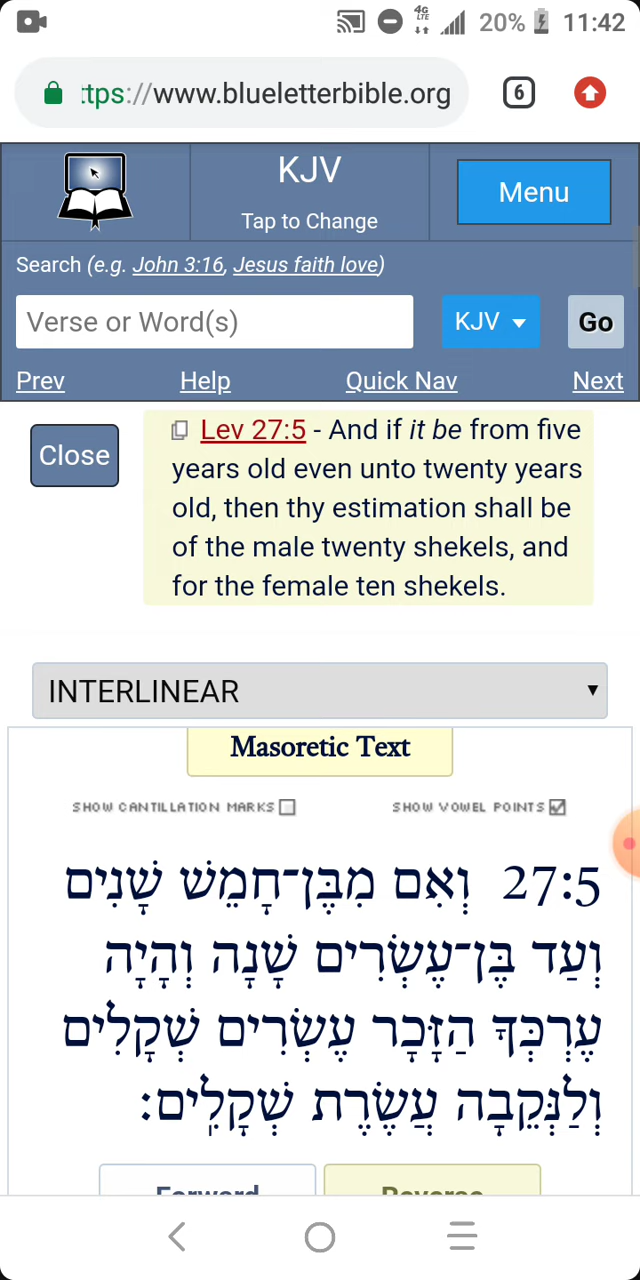 4G
LTE
20%
11:42
ttps://www.blueletterbible.org
6
KJV
Tap to Change
Menu
Search (e.g. John 3:16, Jesus faith love)
Verse or Word(s)
KJV
Go
Prev
Help
Quick Nav
Next
Close
Lev 27:5 - And if it be from five
years old even unto twenty years
old, then thy estimation shall be
of the male twenty shekels, and
for the female ten shekels.
INTERLINEAR
Masoretic Text
SHOW CANTILLATION MARKS
SHOW VOWEL POINTS
27:5 וְאִם מִבֶּן־חָמֵשׁ שָׁנִים
וְעַד בֶּן־עֶשְׂרִים שָׁנָה וְהָיָה
עֶרְכְּךָ הַזָּכָר עֶשְׂרִים שְׁקָלִים
וְלַנְּקֵבָה עֲשֶׂרֶת שְׁקָלִֽים׃
Forward
Reverse